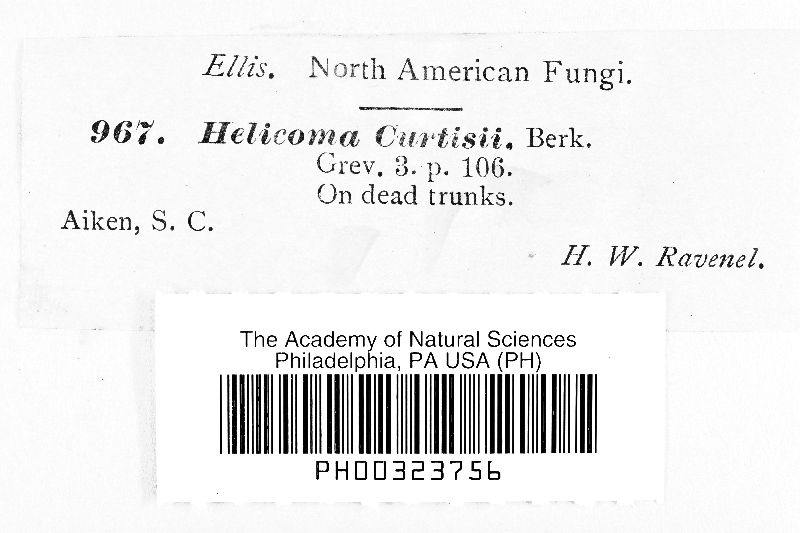 Ellis. North American Fungi.
967. Helicoma Curtisii. Berk.
Grev. 3. p. 106.
On dead trunks.
Aiken, S. C.
H. W. Ravenel.
The Academy of Natural Sciences
Philadelphia, PA USA (PH)
PH00323756